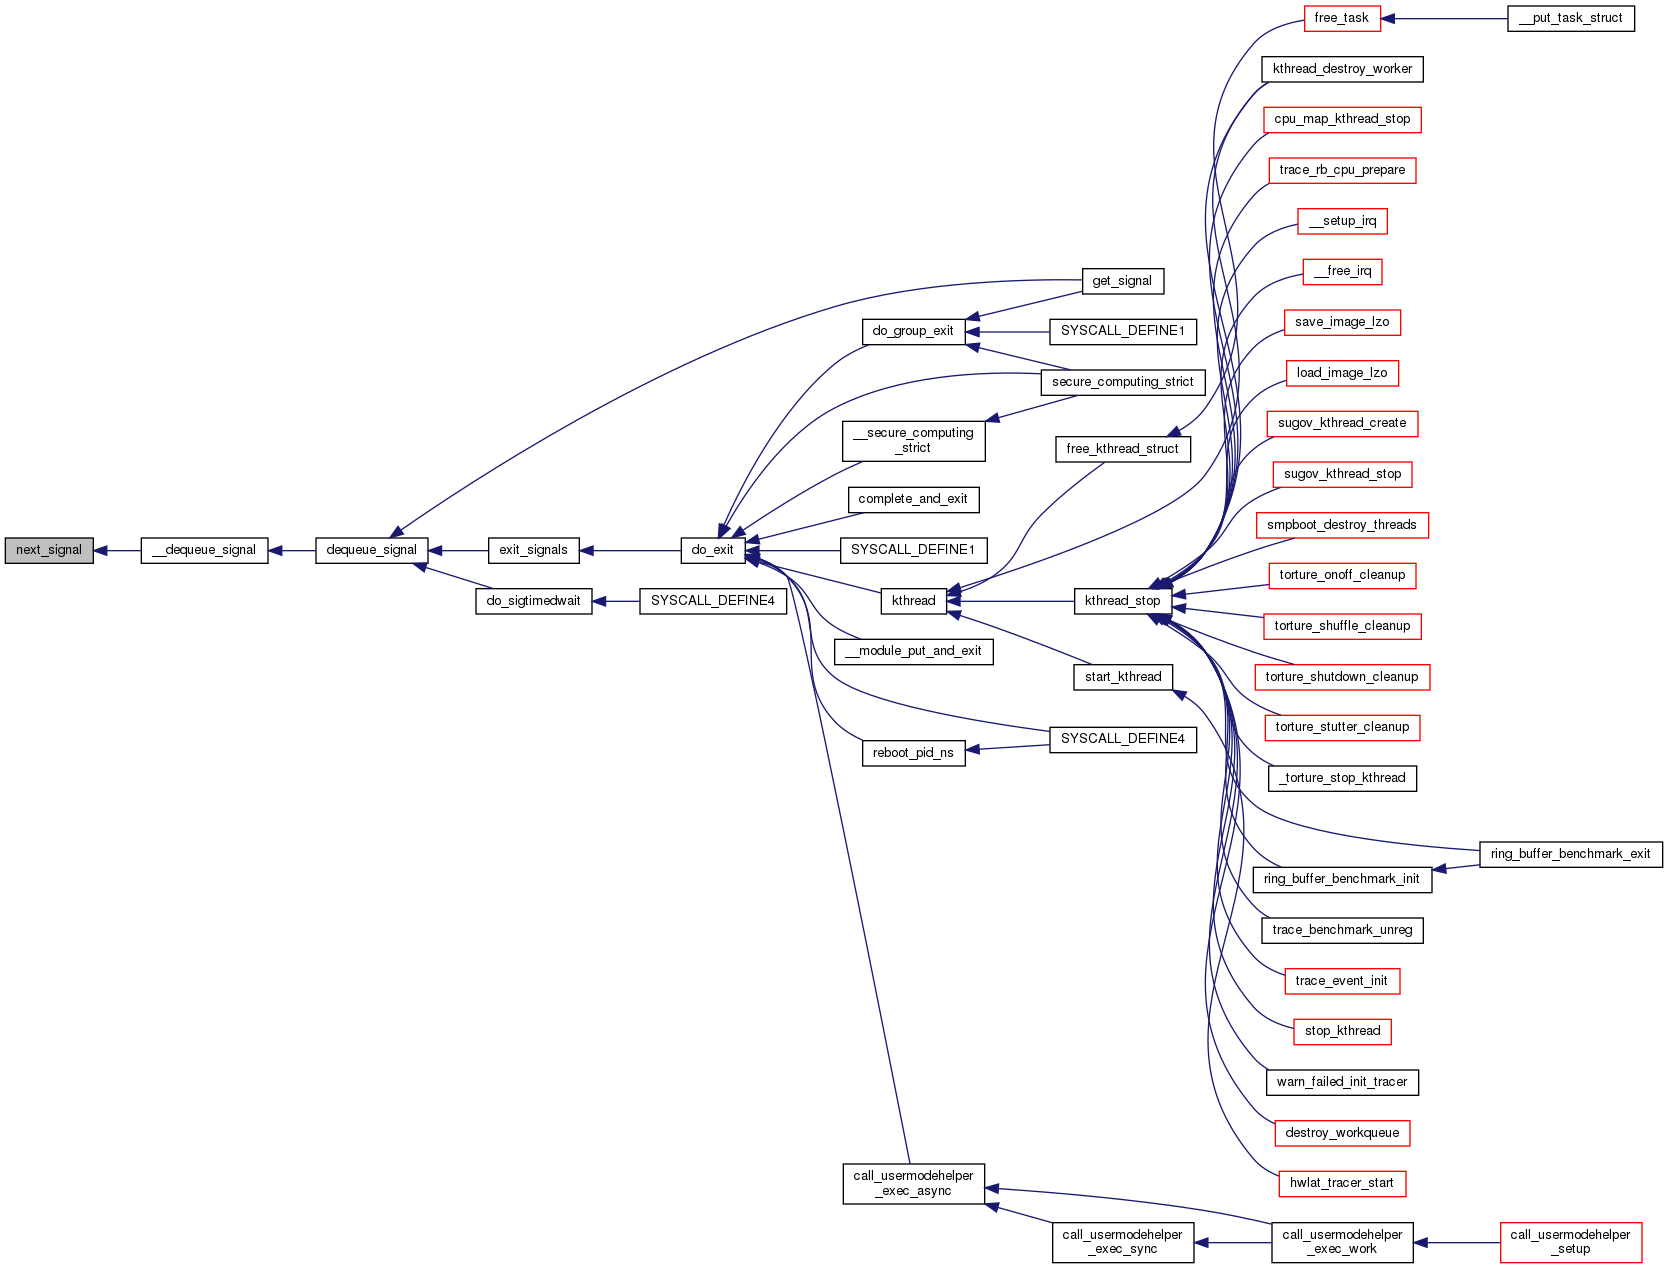 free_task
__put_task_struct
kthread_destroy_worker
cpu_map_kthread_stop
trace_rb_cpu_prepare
__setup_irq
__free_irq
get_signal
save_image_lzo
do_group_exit
SYSCALL_DEFINE1
load_image_lzo
secure_computing_strict
sugov_kthread_create
__secure_computing
_strict
free_kthread_struct
sugov_kthread_stop
complete_and_exit
smpboot_destroy_threads
next_signal
__dequeue_signal
dequeue_signal
exit_signals
do_exit
SYSCALL_DEFINE1
torture_onoff_cleanup
do_sigtimedwait
SYSCALL_DEFINE4
kthread
kthread_stop
torture_shuffle_cleanup
__module_put_and_exit
start_kthread
torture_shutdown_cleanup
torture_stutter_cleanup
SYSCALL_DEFINE4
reboot_pid_ns
_torture_stop_kthread
ring_buffer_benchmark_exit
ring_buffer_benchmark_init
trace_benchmark_unreg
trace_event_init
stop_kthread
warn_failed_init_tracer
destroy_workqueue
call_usermodehelper
_exec_async
hwlat_tracer_start
call_usermodehelper
_exec_sync
call_usermodehelper
_exec_work
call_usermodehelper
_setup